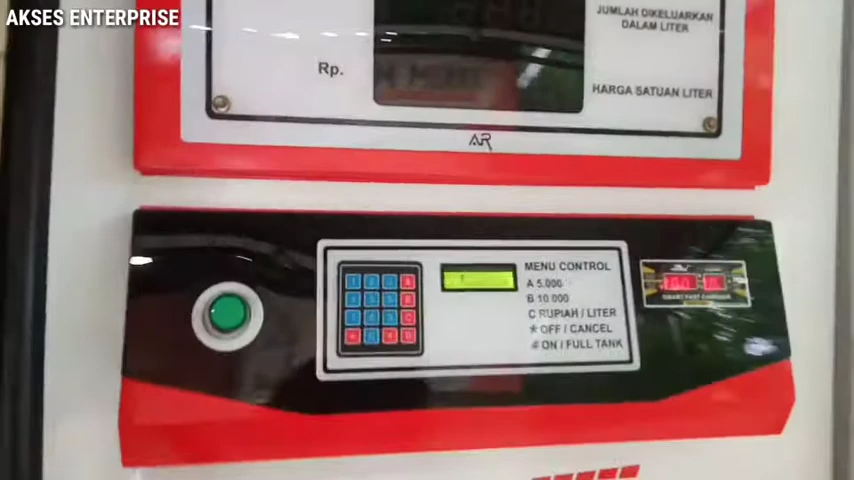 AKSES ENTERPRISE
JUMLAH DIKELUARKAN
DALAM LITER
Rp.
HARGA SATUAN LITER
AR
MENU CONTROL
A 5.000
B 10.000
C RUPIAH / LITER
* OFF / CANCEL
# ON / FULL TANK